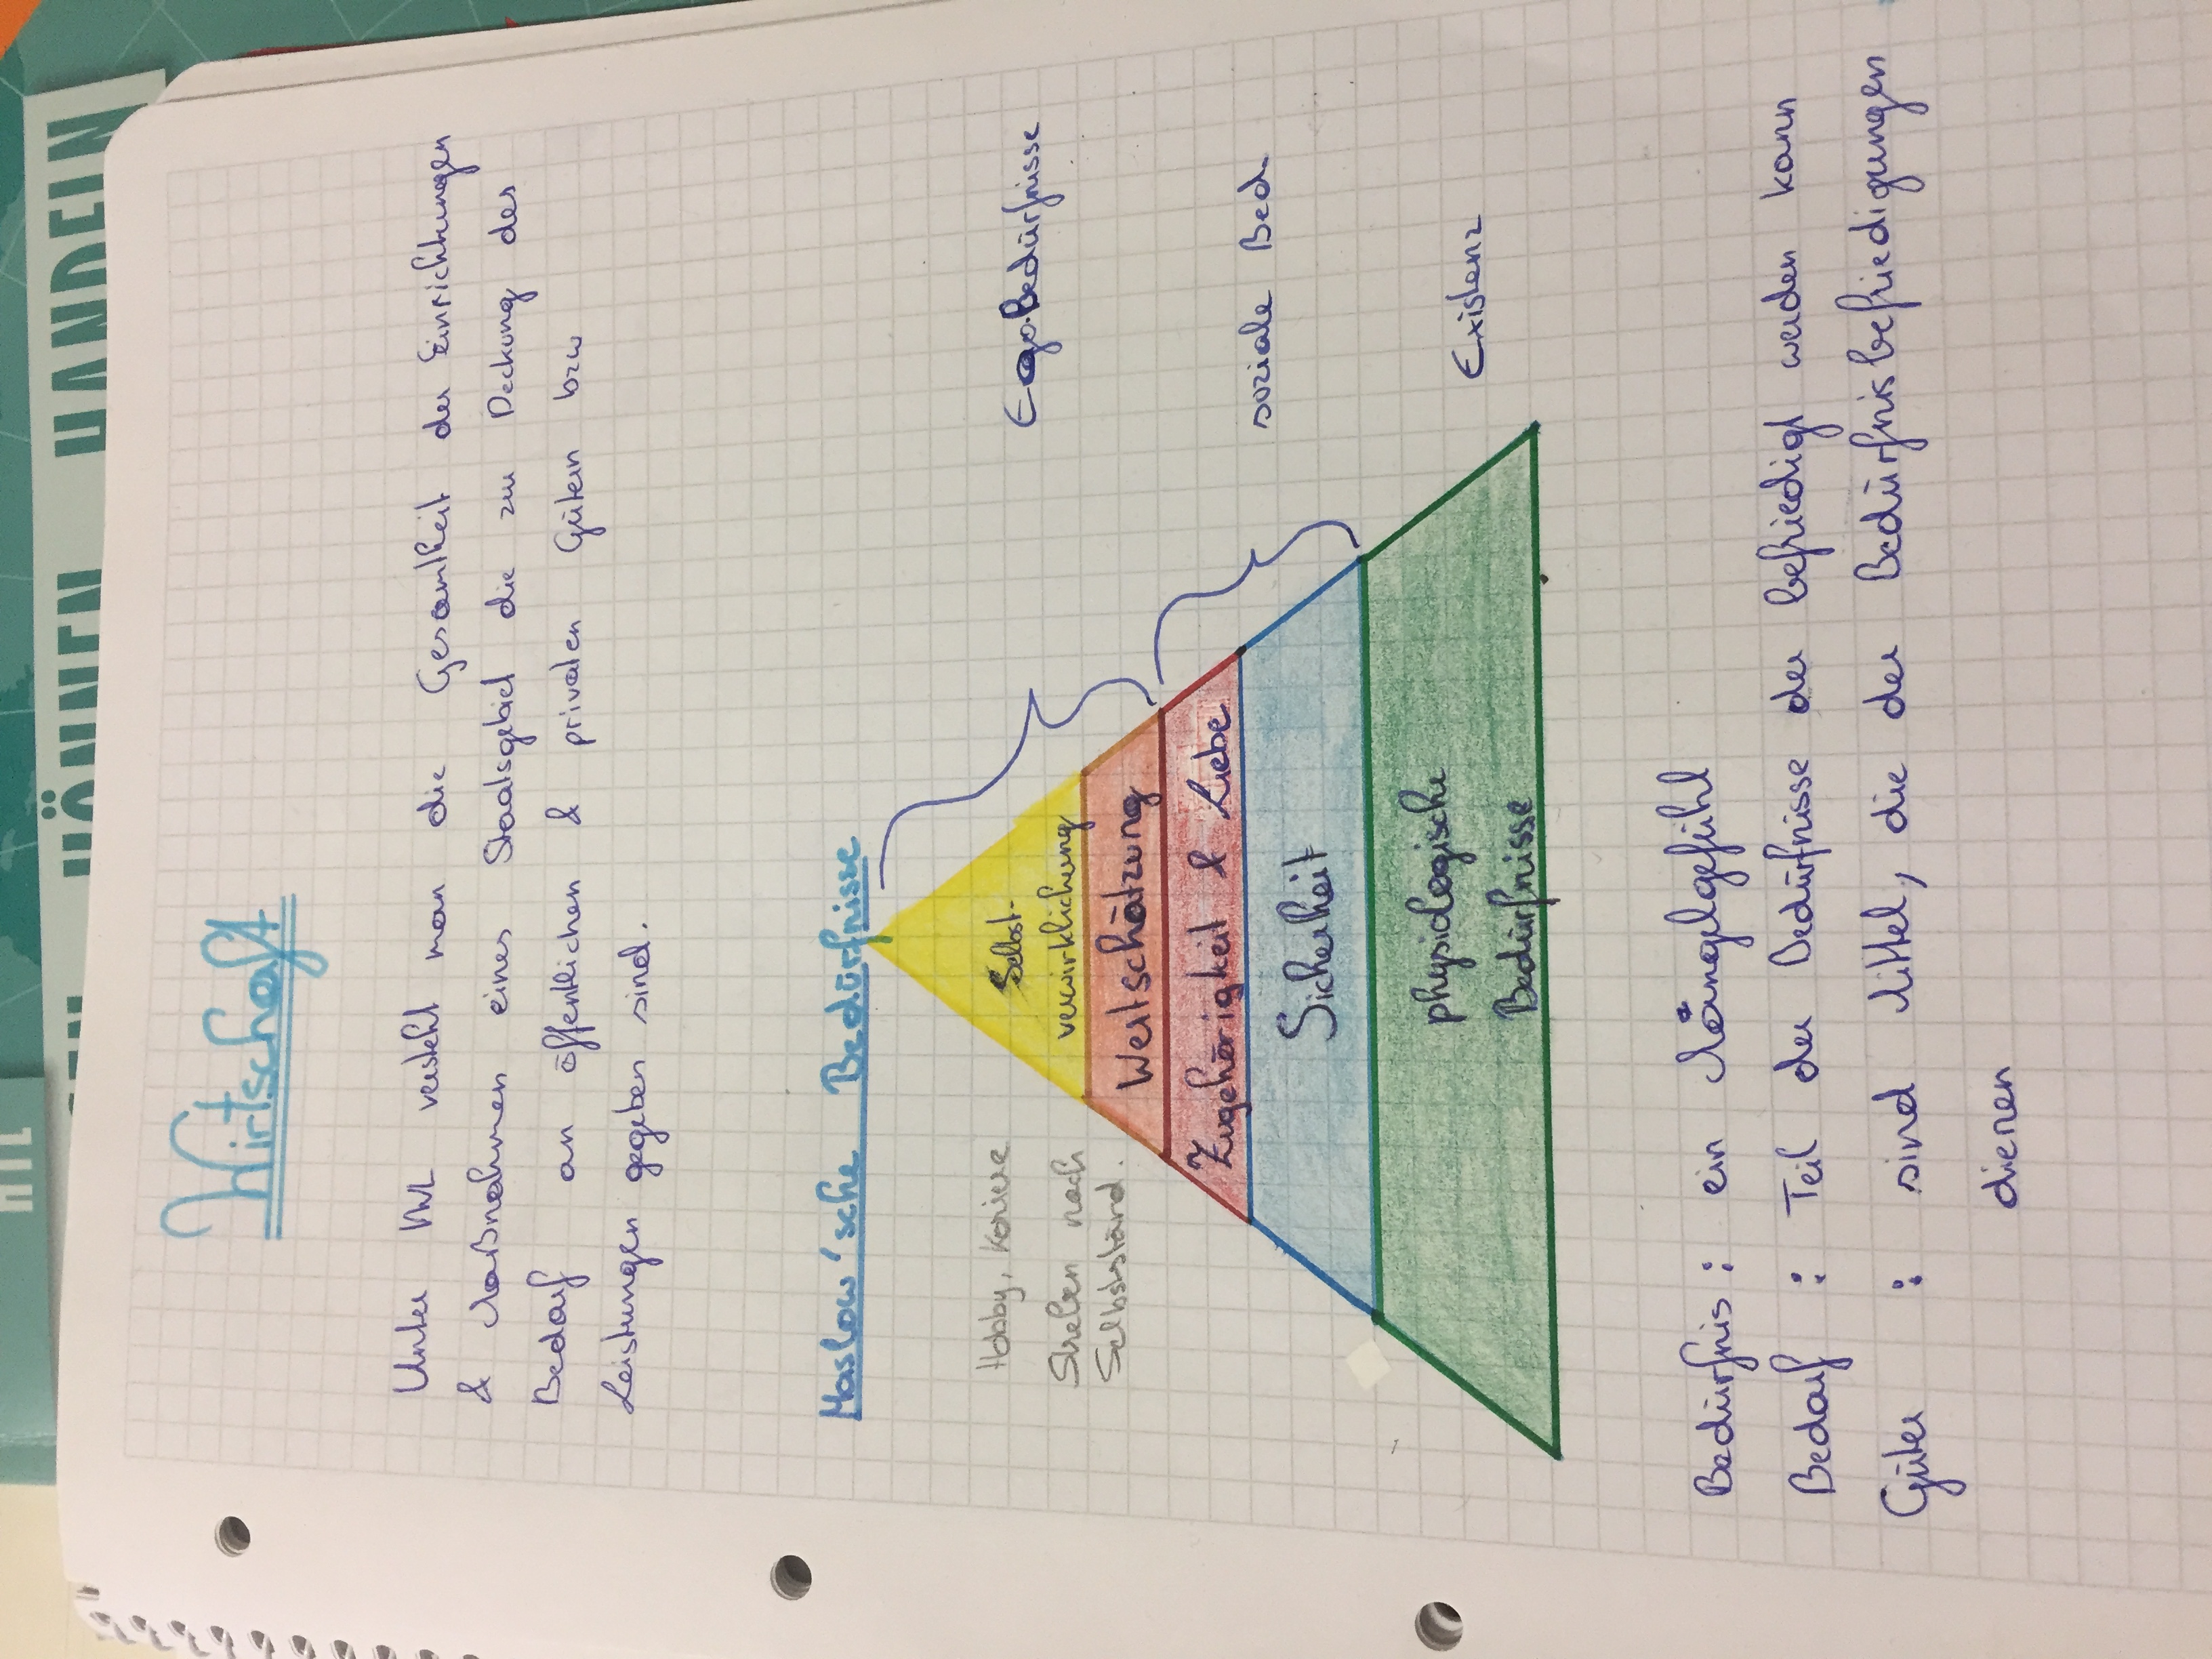 HTL
KÖNNEN HANDELN
Wirtschaft
Unter VWL versteht man die Gesamtheit der Einrichtungen
& Maßnahmen eines Staatsgebiet die zur Deckung des
Bedarf an öffentlichen & privaten Gütern bzw
Leistungen gegeben sind.
Maslow'sche Bedürfnisse
Hobby, Kariere
Streben nach
Selbstständ.
Selbst-
verwirklichung
Wertschätzung
Zugehörigkeit & Liebe
Sicherheit
physiologische
Bedürfnisse
Ego-Bedürfnisse
soziale Bed.
Existenz
Bedürfnis: ein Mängelgefühl
Bedarf : Teil der Bedürfnisse der befriedigt werden kann
Güter : sind Mittel, die der Bedürfnisbefriedigungen
dienen